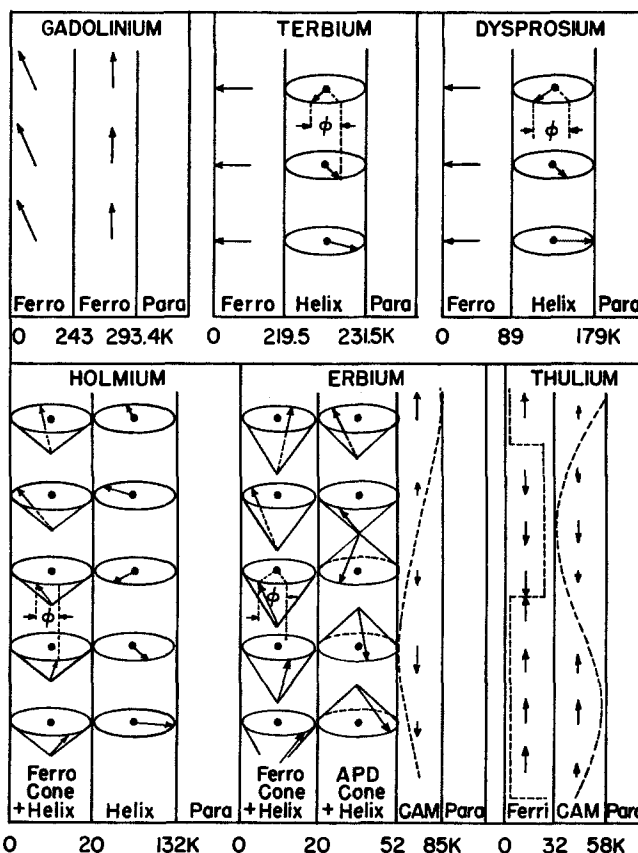 GADOLINIUM
ϕ
ϕ
Ferro Ferro Para
0 243 293.4K
TERBIUM
Ferro Helix Para
0 219.5 231.5K
DYSPROSIUM
Ferro Helix Para
0 89 179K
HOLMIUM
ϕ
Ferro
Cone
+Helix Helix Para
0 20 132K
ERBIUM
ϕ
Ferro APD
Cone Cone
+Helix +Helix CAM Para
0 20 52 85K
THULIUM
Ferri CAM Para
0 32 58K